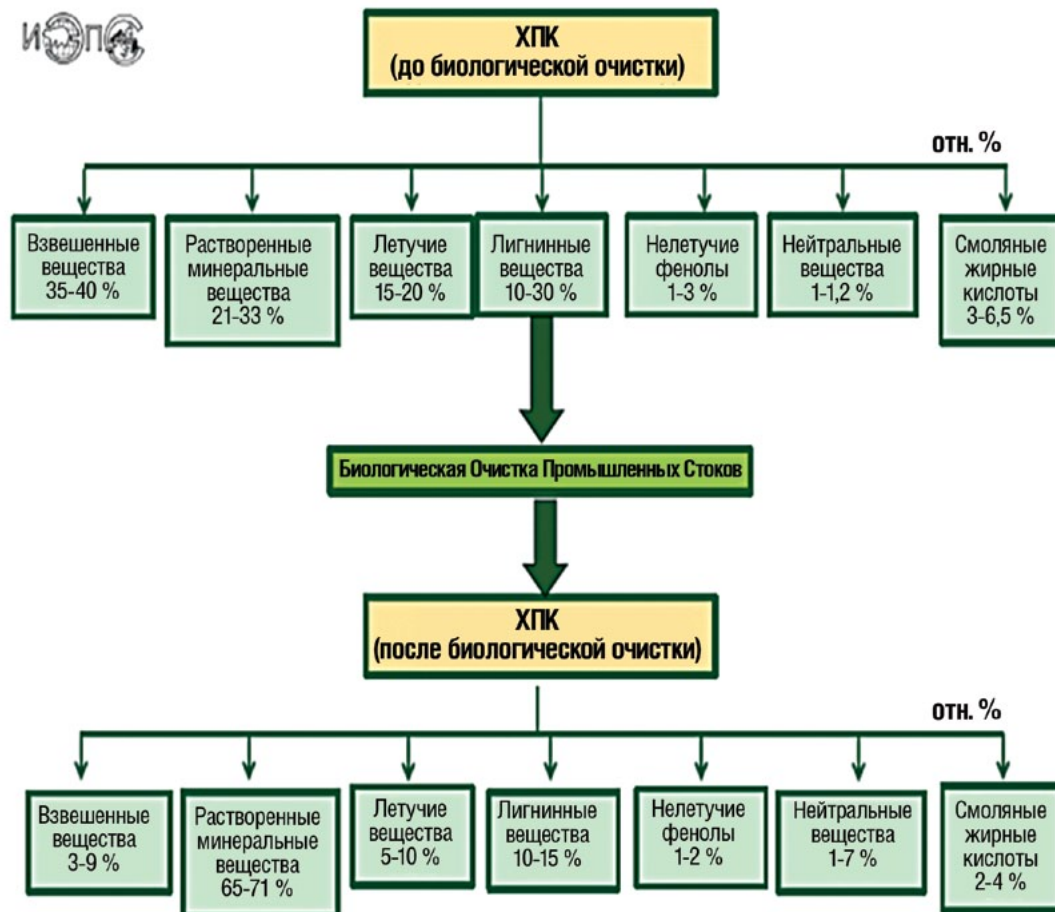 ИЭПС
ХПК
(до биологической очистки)
отн. %
Взвешенные
вещества
35-40 %
Растворенные
минеральные
вещества
21-33 %
Летучие
вещества
15-20 %
Лигнинные
вещества
10-30 %
Нелетучие
фенолы
1-3 %
Нейтральные
вещества
1-1,2 %
Смоляные
жирные
кислоты
3-6,5 %
Биологическая Очистка Промышленных Стоков
ХПК
(после биологической очистки)
отн. %
Взвешенные
вещества
3-9 %
Растворенные
минеральные
вещества
65-71 %
Летучие
вещества
5-10 %
Лигнинные
вещества
10-15 %
Нелетучие
фенолы
1-2 %
Нейтральные
вещества
1-7 %
Смоляные
жирные
кислоты
2-4 %